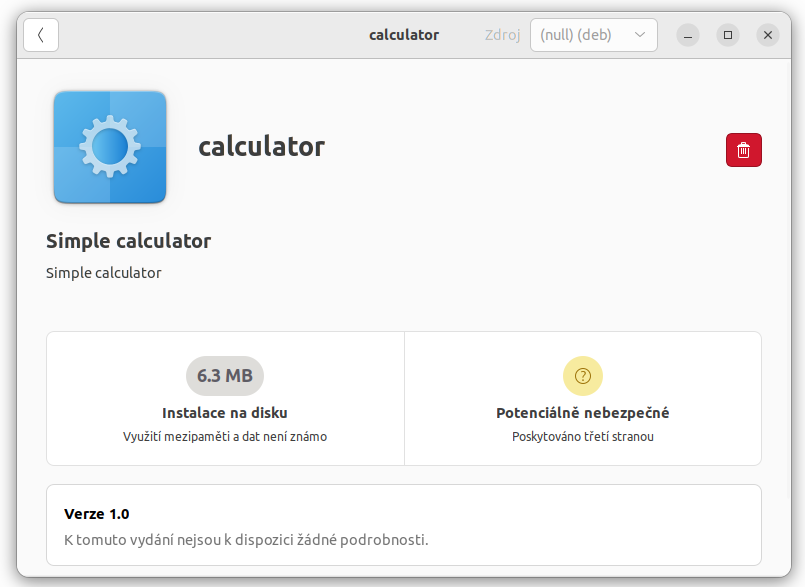 calculator
Zdroj
(null) (deb)
calculator
Simple calculator
Simple calculator
6.3 MB
Instalace na disku
Využití mezipaměti a dat není známo
?
Potenciálně nebezpečné
Poskytováno třetí stranou
Verze 1.0
K tomuto vydání nejsou k dispozici žádné podrobnosti.